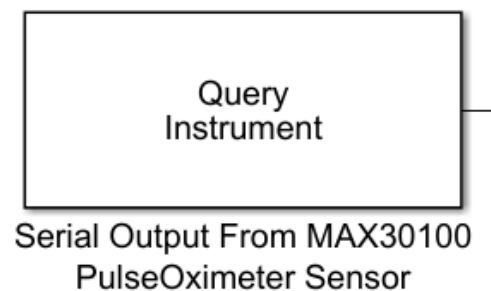 Query
Instrument
Serial Output From MAX30100
PulseOximeter Sensor